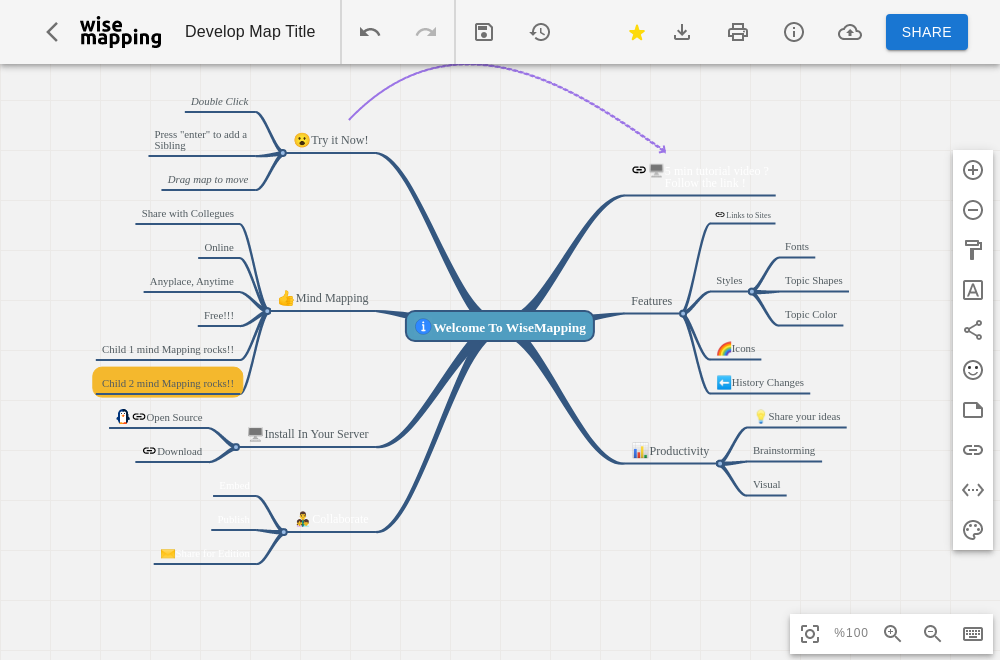 wise
mapping
Develop Map Title
SHARE
Double Click
Press "enter" to add a
Sibling
Drag map to move
Try it Now!
Share with Collegues
Online
Anyplace, Anytime
Free!!!
Child 1 mind Mapping rocks!!
Child 2 mind Mapping rocks!!
Mind Mapping
Open Source
Download
Install In Your Server
Embed
Publish
Share for Edition
Collaborate
Welcome To WiseMapping
5 min tutorial video ?
Follow the link !
Links to Sites
Features
Styles
Fonts
Topic Shapes
Topic Color
Icons
History Changes
Productivity
Share your ideas
Brainstorming
Visual
%100